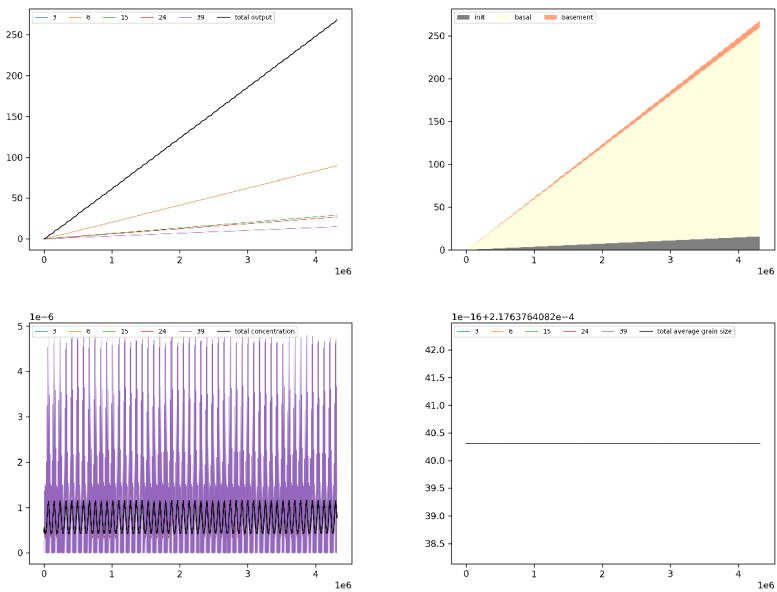 3 6 15 24 39 total output
250
200
150
100
50
0
0 1 2 3 4
1e6
init basal basement
250
200
150
100
50
0
0 1 2 3 4
1e6
1e−6
3 6 15 24 39 total concentration
5
4
3
2
1
0
0 1 2 3 4
1e6
1e−16+2.1763764082e−4
3 6 15 24 39 total average grain size
42.0
41.5
41.0
40.5
40.0
39.5
39.0
38.5
0 1 2 3 4
1e6